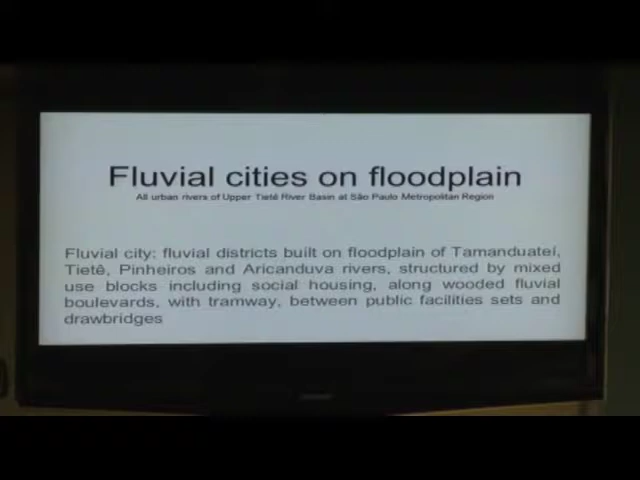 Fluvial cities on floodplain
All urban rivers of Upper Tietê River Basin at São Paulo Metropolitan Region
Fluvial city: fluvial districts built on floodplain of Tamanduateí,
Tietê, Pinheiros and Aricanduva rivers, structured by mixed
use blocks including social housing, along wooded fluvial
boulevards, with tramway, between public facilities sets and
drawbridges